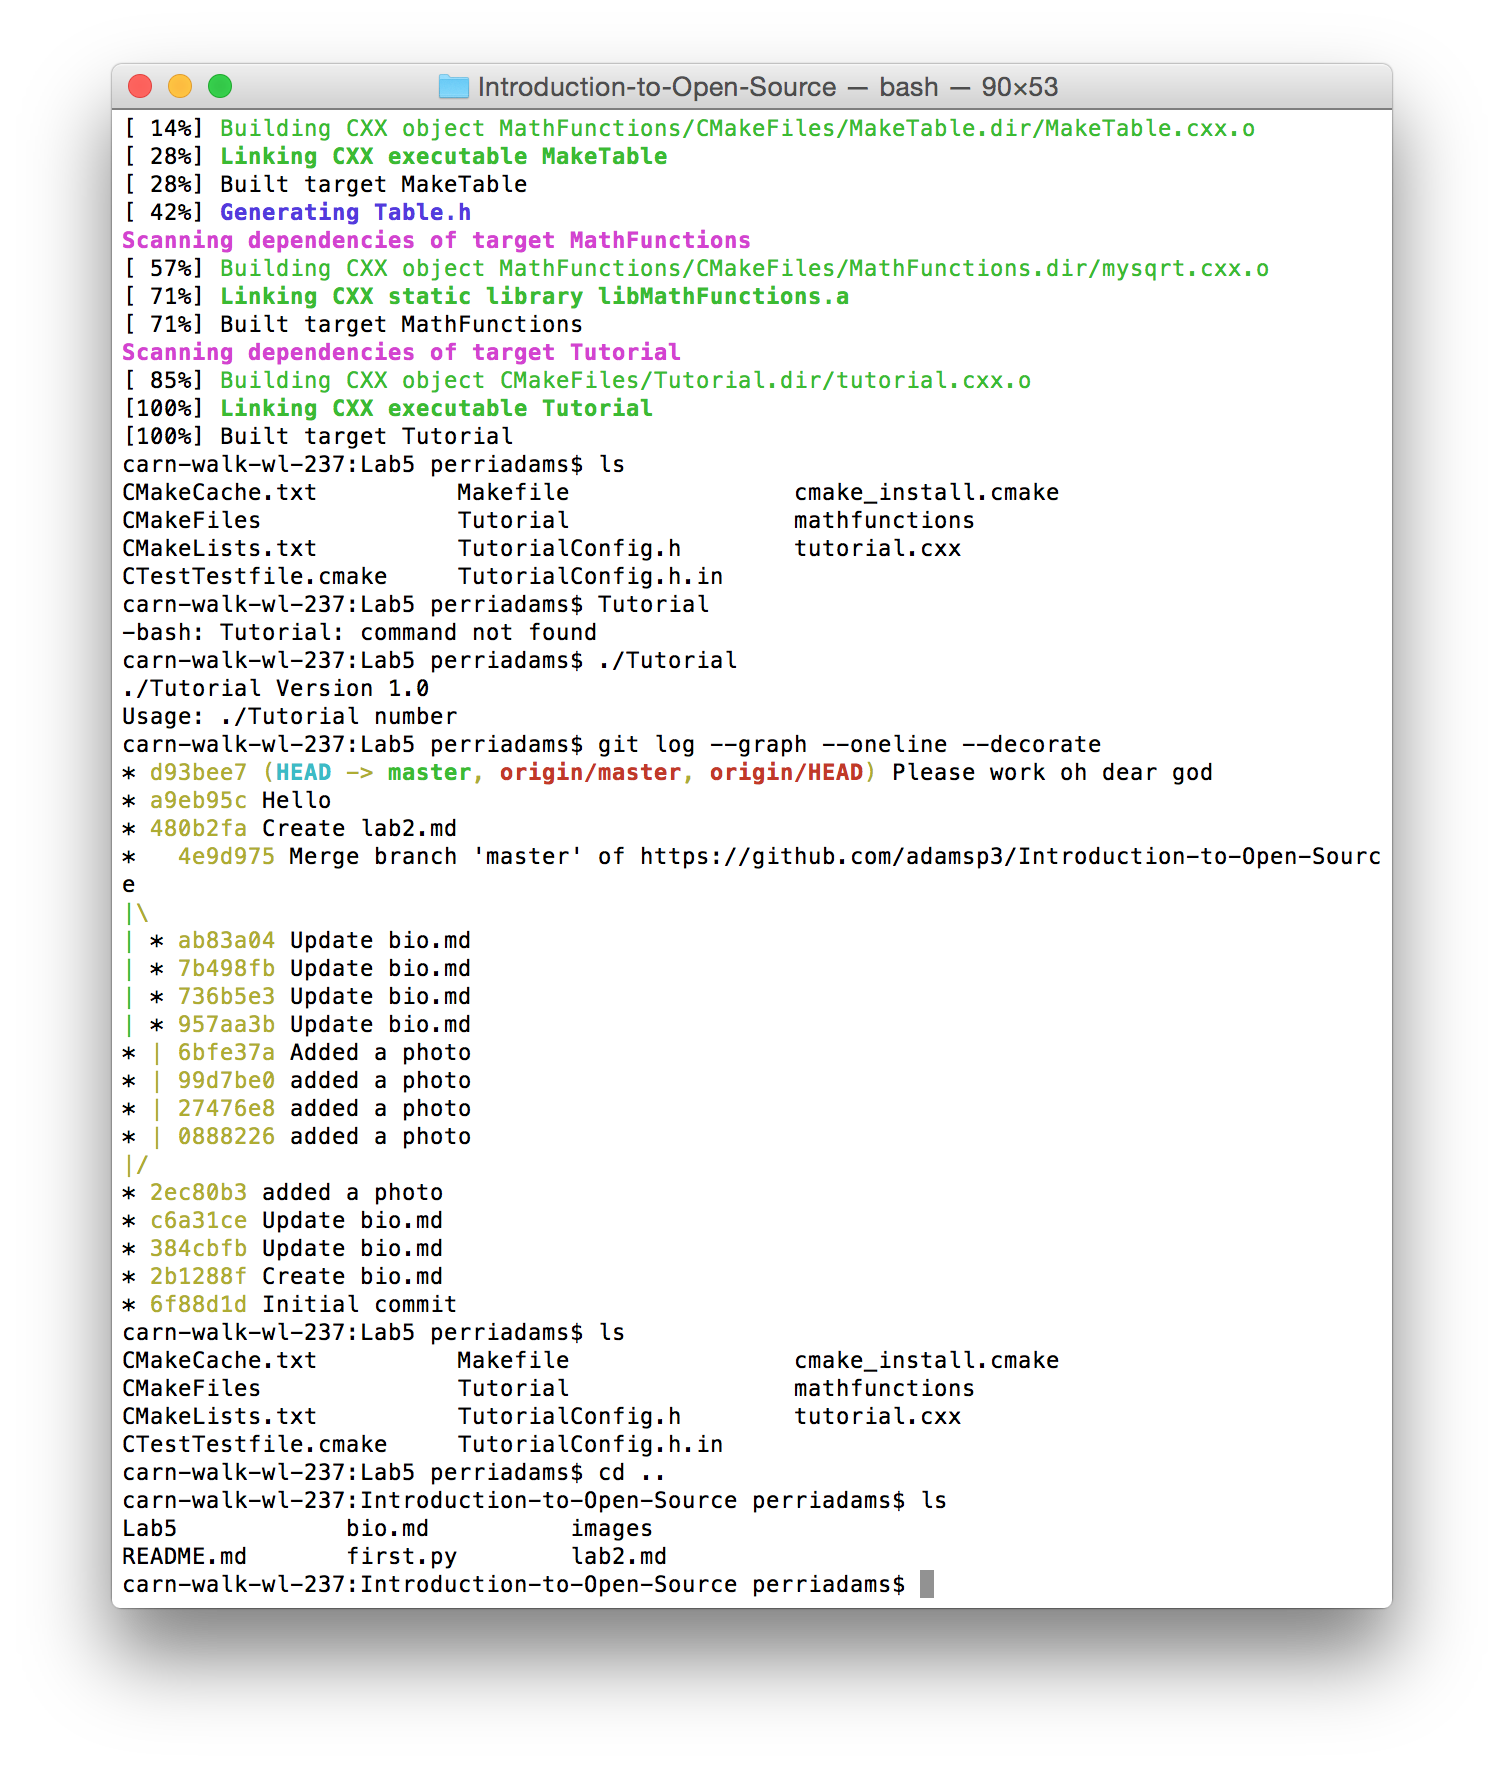 Introduction-to-Open-Source — bash — 90×53
[ 14%] Building CXX object MathFunctions/CMakeFiles/MakeTable.dir/MakeTable.cxx.o
[ 28%] Linking CXX executable MakeTable
[ 28%] Built target MakeTable
[ 42%] Generating Table.h
Scanning dependencies of target MathFunctions
[ 57%] Building CXX object MathFunctions/CMakeFiles/MathFunctions.dir/mysqrt.cxx.o
[ 71%] Linking CXX static library libMathFunctions.a
[ 71%] Built target MathFunctions
Scanning dependencies of target Tutorial
[ 85%] Building CXX object CMakeFiles/Tutorial.dir/tutorial.cxx.o
[100%] Linking CXX executable Tutorial
[100%] Built target Tutorial
carn-walk-wl-237:Lab5 perriadams$ ls
CMakeCache.txt          Makefile                cmake_install.cmake
CMakeFiles              Tutorial                mathfunctions
CMakeLists.txt          TutorialConfig.h        tutorial.cxx
CTestTestfile.cmake     TutorialConfig.h.in
carn-walk-wl-237:Lab5 perriadams$ Tutorial
-bash: Tutorial: command not found
carn-walk-wl-237:Lab5 perriadams$ ./Tutorial
./Tutorial Version 1.0
Usage: ./Tutorial number
carn-walk-wl-237:Lab5 perriadams$ git log --graph --oneline --decorate
* d93bee7 (HEAD -> master, origin/master, origin/HEAD) Please work oh dear god
* a9eb95c Hello
* 480b2fa Create lab2.md
*   4e9d975 Merge branch 'master' of https://github.com/adamsp3/Introduction-to-Open-Sourc
e
|\
| * ab83a04 Update bio.md
| * 7b498fb Update bio.md
| * 736b5e3 Update bio.md
| * 957aa3b Update bio.md
* | 6bfe37a Added a photo
* | 99d7be0 added a photo
* | 27476e8 added a photo
* | 0888226 added a photo
|/
* 2ec80b3 added a photo
* c6a31ce Update bio.md
* 384cbfb Update bio.md
* 2b1288f Create bio.md
* 6f88d1d Initial commit
carn-walk-wl-237:Lab5 perriadams$ ls
CMakeCache.txt          Makefile                cmake_install.cmake
CMakeFiles              Tutorial                mathfunctions
CMakeLists.txt          TutorialConfig.h        tutorial.cxx
CTestTestfile.cmake     TutorialConfig.h.in
carn-walk-wl-237:Lab5 perriadams$ cd ..
carn-walk-wl-237:Introduction-to-Open-Source perriadams$ ls
Lab5            bio.md          images
README.md       first.py        lab2.md
carn-walk-wl-237:Introduction-to-Open-Source perriadams$